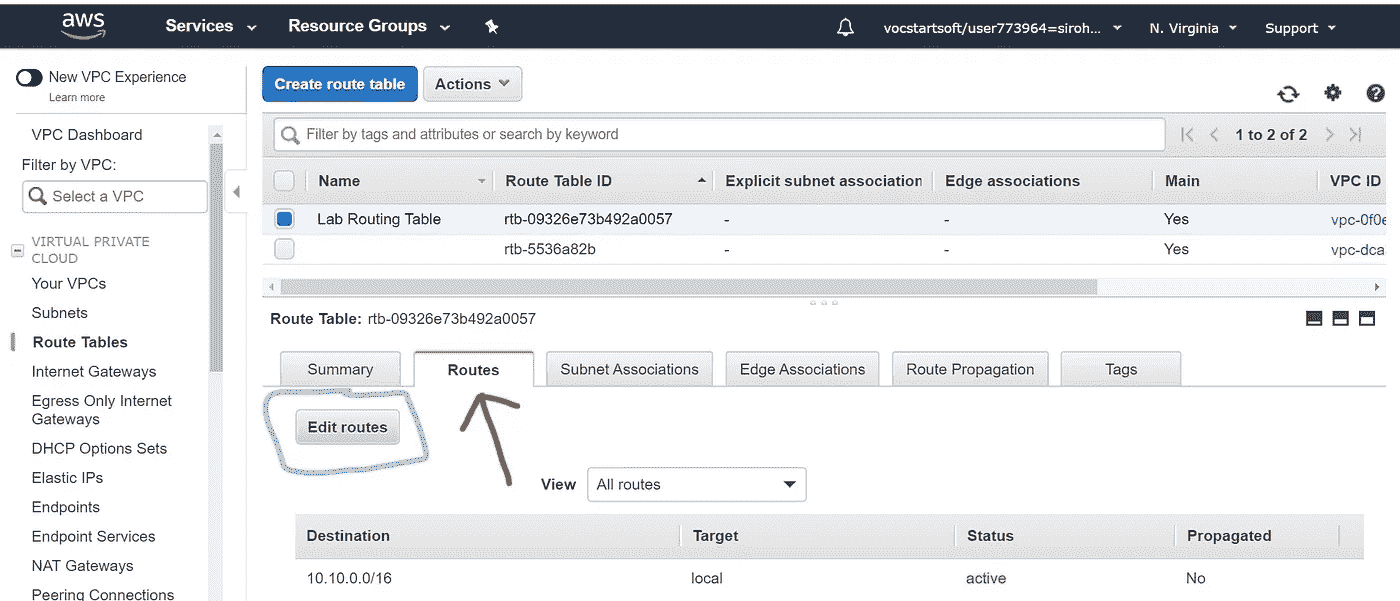 aws Services Resource Groups vocstartsoft/user773964=siroh... N. Virginia Support
New VPC Experience
Learn more
VPC Dashboard
Filter by VPC:
Select a VPC
VIRTUAL PRIVATE
CLOUD
Your VPCs
Subnets
Route Tables
Internet Gateways
Egress Only Internet
Gateways
DHCP Options Sets
Elastic IPs
Endpoints
Endpoint Services
NAT Gateways
Peering Connections
Create route table Actions
Filter by tags and attributes or search by keyword 1 to 2 of 2
Name Route Table ID Explicit subnet association Edge associations Main VPC ID
Lab Routing Table rtb-09326e73b492a0057 - - Yes vpc-0f0e
rtb-5536a82b - - Yes vpc-dca
Route Table: rtb-09326e73b492a0057
Summary Routes Subnet Associations Edge Associations Route Propagation Tags
Edit routes
View All routes
Destination Target Status Propagated
10.10.0.0/16 local active No